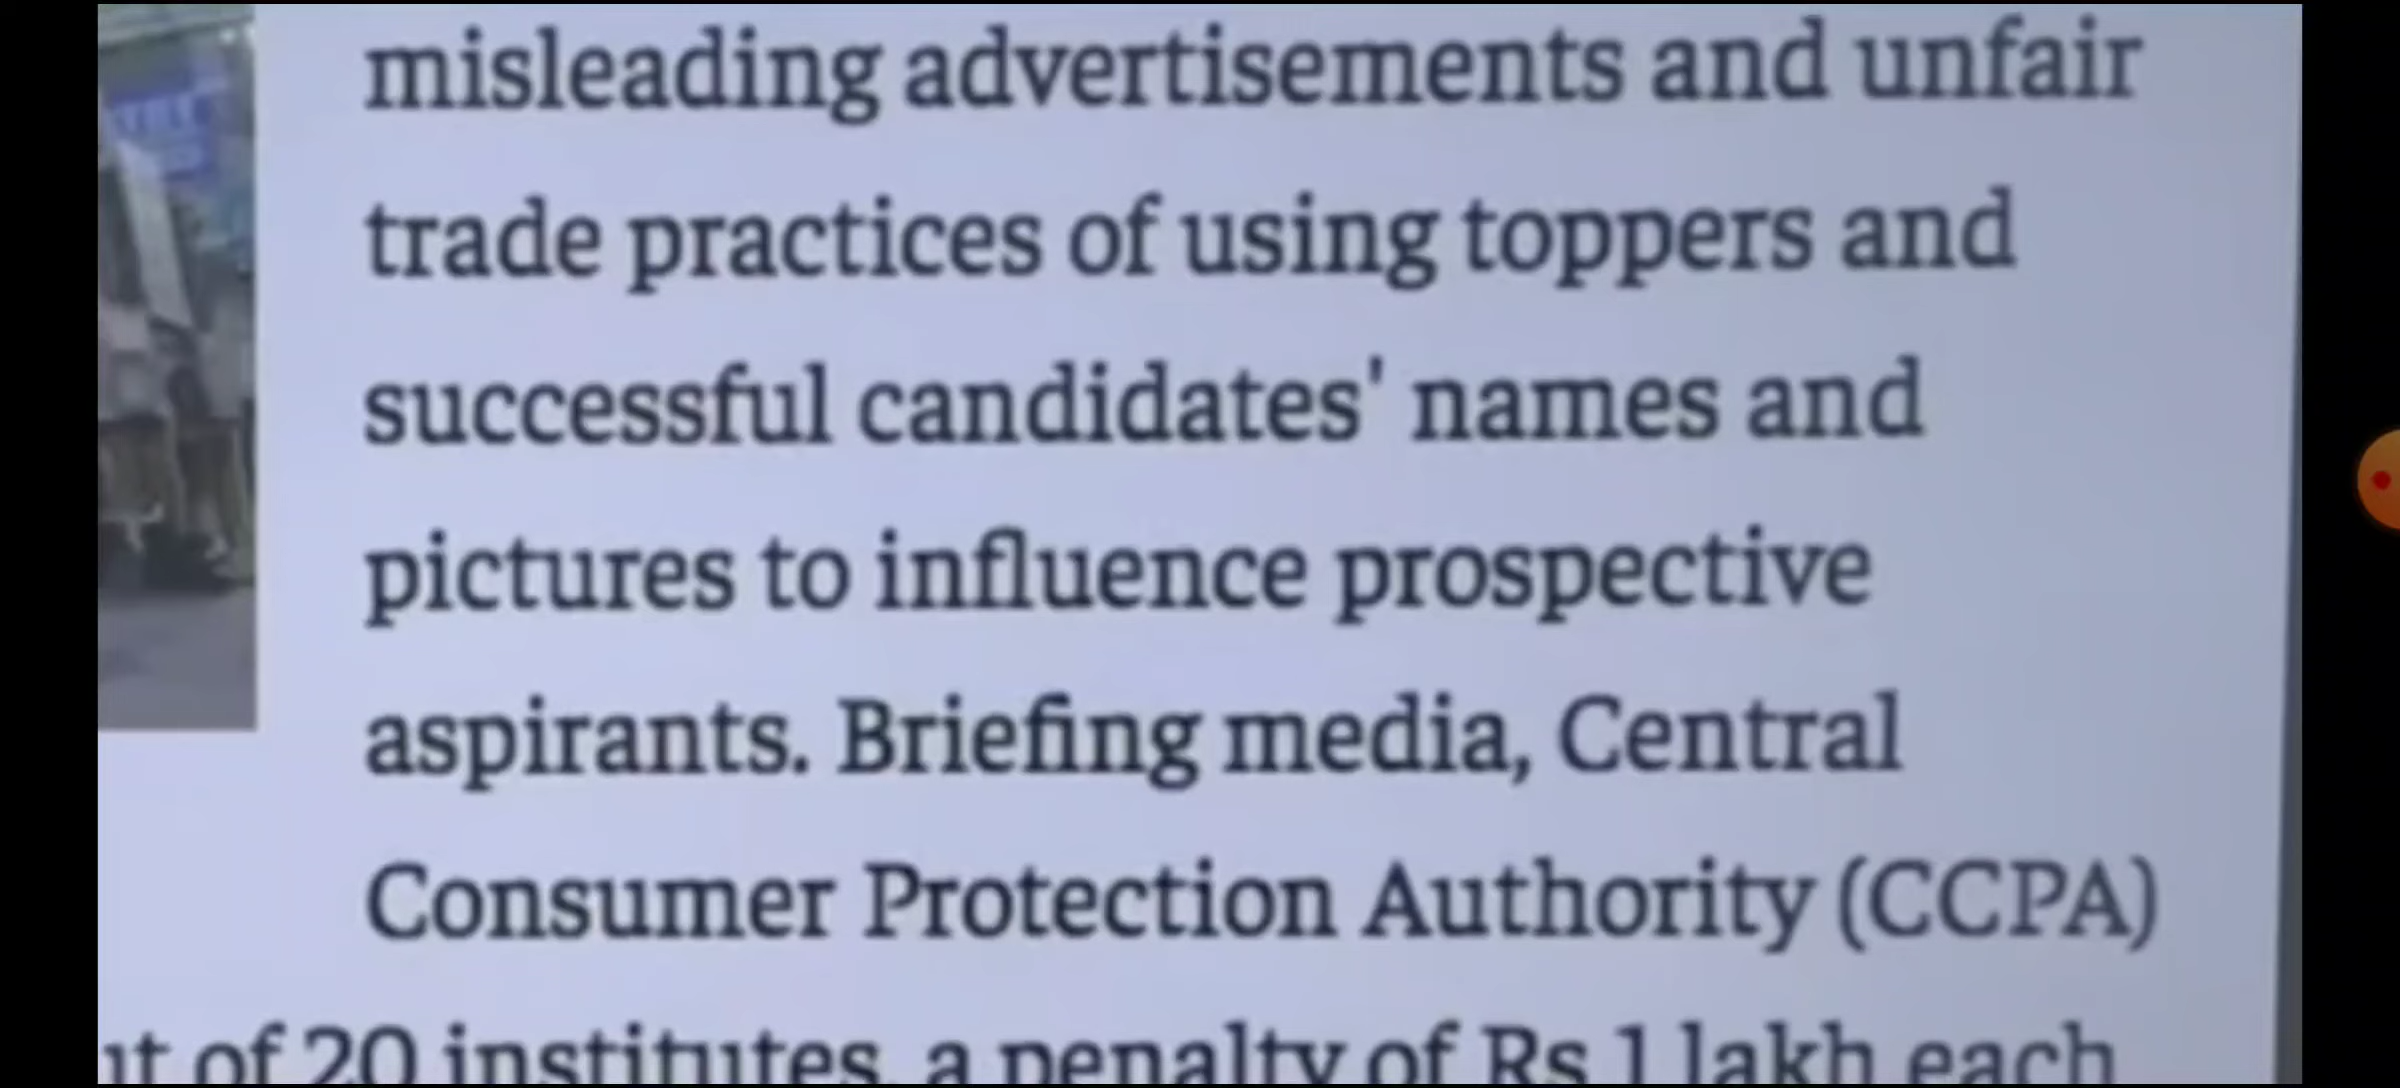 misleading advertisements and unfair
trade practices of using toppers and
successful candidates' names and
pictures to influence prospective
aspirants. Briefing media, Central
Consumer Protection Authority (CCPA)
of 20 institutes, a penalty of Rs 1 lakh each